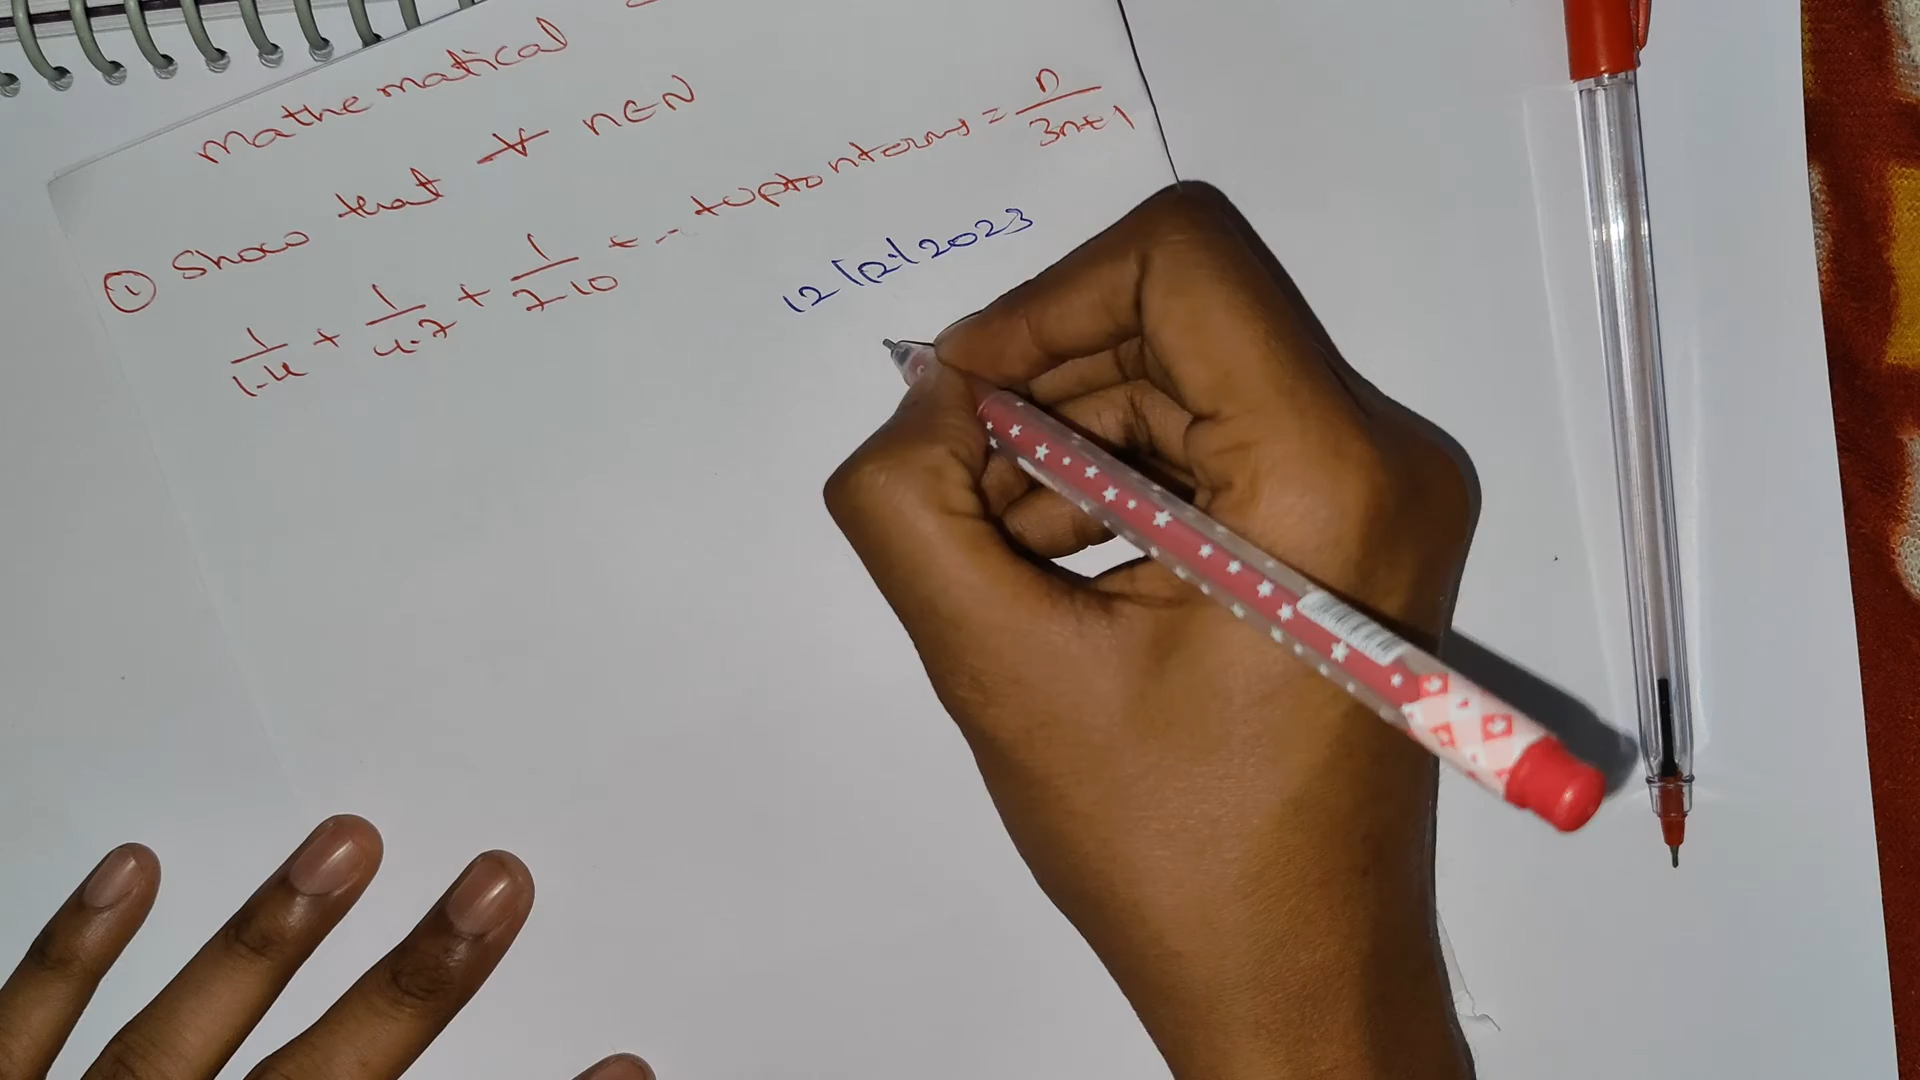 mathematical
① Show that ∀ n∈N
1/1.4 + 1/4.7 + 1/7.10 + -- + upto n terms = n/3n+1
12/12/2023